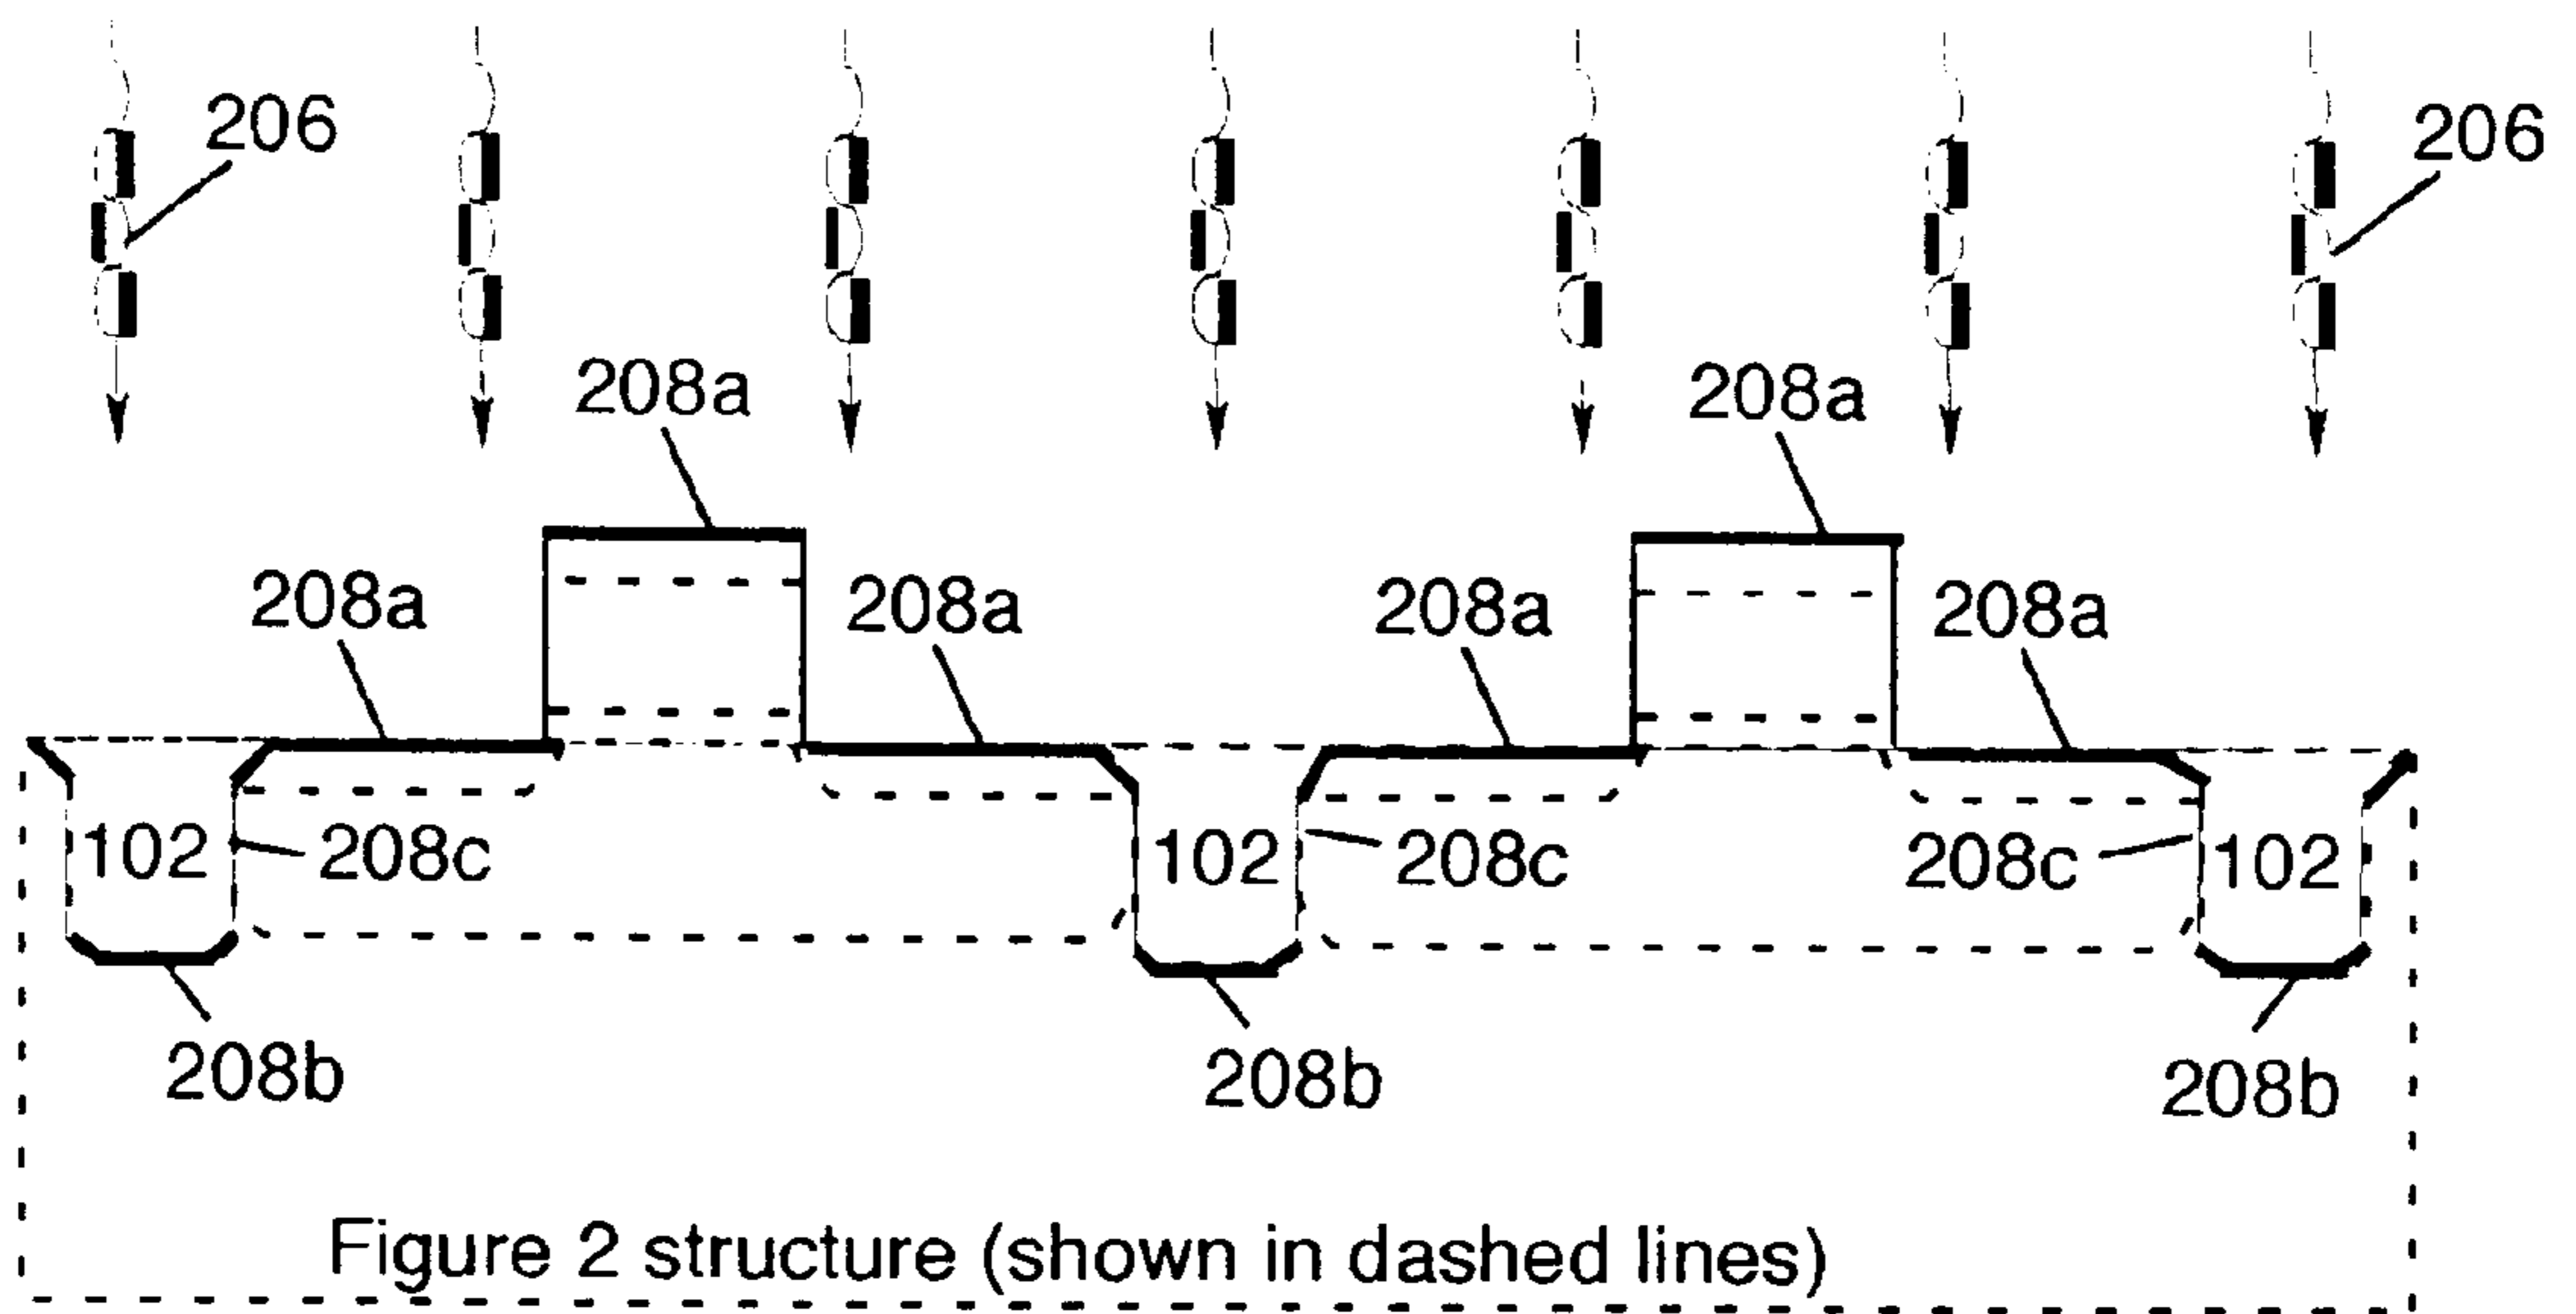 206 206
208a 208a
208a 208a 208a 208a
102 208c 102 208c 208c 102
208b 208b 208b
Figure 2 structure (shown in dashed lines)